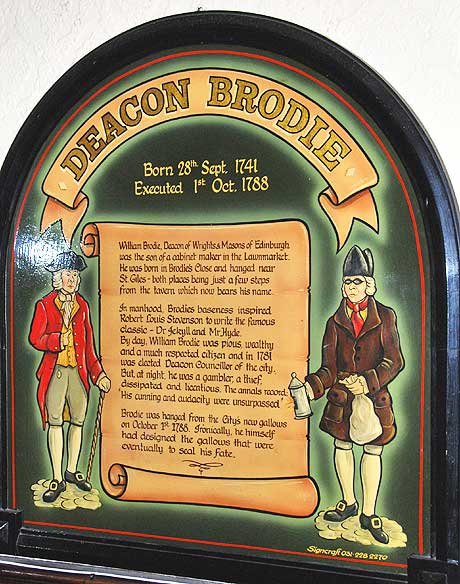 DEACON BRODIE
Born 28th Sept. 1741
Executed 1st Oct. 1788
William Brodie, Deacon of Wrights & Masons of Edinburgh
was the son of a cabinet maker in the Lawnmarket.
He was born in Brodie's Close and hanged near
St. Giles - both places being just a few steps
from the tavern which now bears his name.
In manhood, Brodies baseness inspired
Robert Louis Stevenson to write the famous
classic - Dr. Jekyll and Mr. Hyde.
By day, William Brodie was pious, wealthy
and a much respected citizen and in 1781
was elected Deacon Councillor of the city.
But, at night, he was a gambler, a thief,
dissipated and licentious. The annals record;
'His cunning and audacity were unsurpassed'
Brodie was hanged from the City's new gallows
on October 1st 1788. Ironically, he himself
had designed the gallows that were
eventually to seal his fate.
Signcraft 031-228 2270